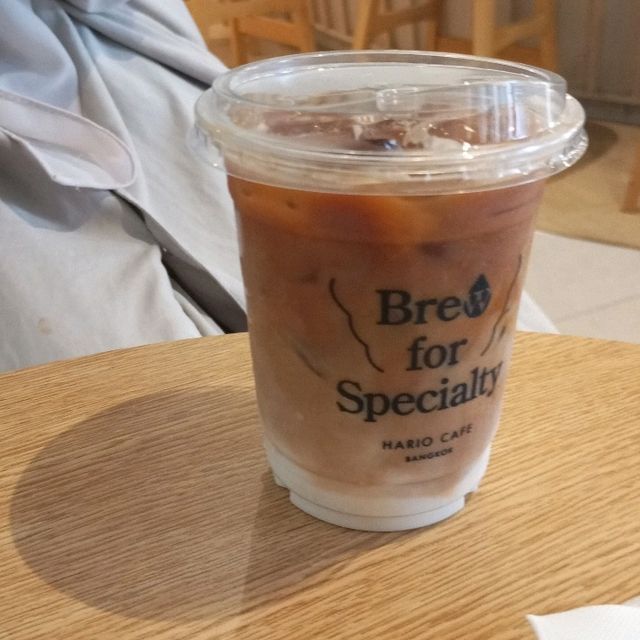 Brew
for
Specialty
HARIO CAFE
BANGKOK